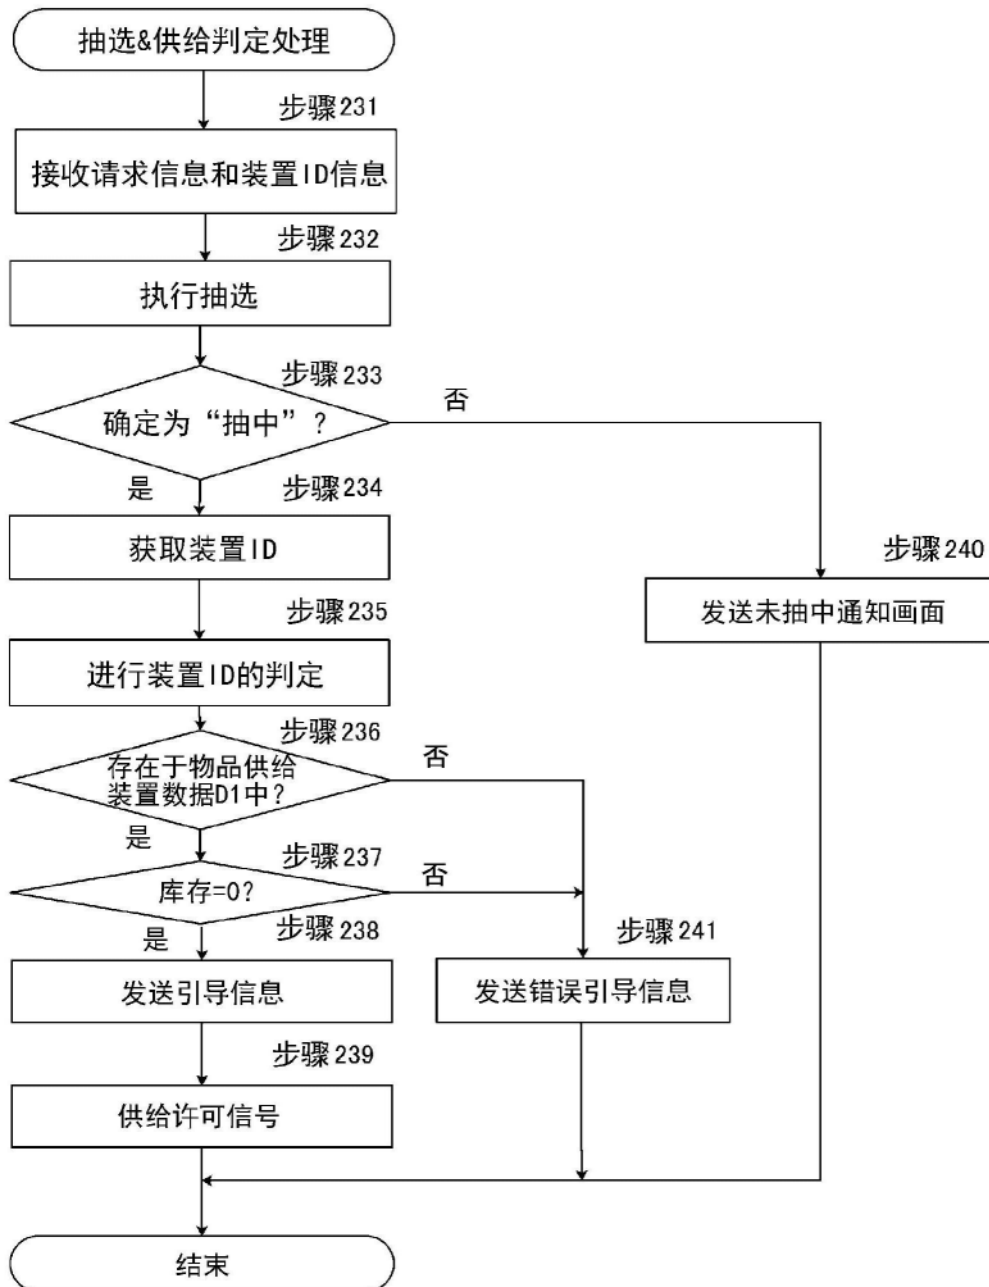 抽选&供给判定处理
步骤231
接收请求信息和装置ID信息
步骤232
执行抽选
步骤233
确定为“抽中”？
否
是
步骤234
获取装置ID
步骤240
发送未抽中通知画面
步骤235
进行装置ID的判定
步骤236
存在于物品供给
装置数据D1中？
否
是
步骤237
库存=0？
否
是
步骤238
发送引导信息
步骤241
发送错误引导信息
步骤239
供给许可信号
结束